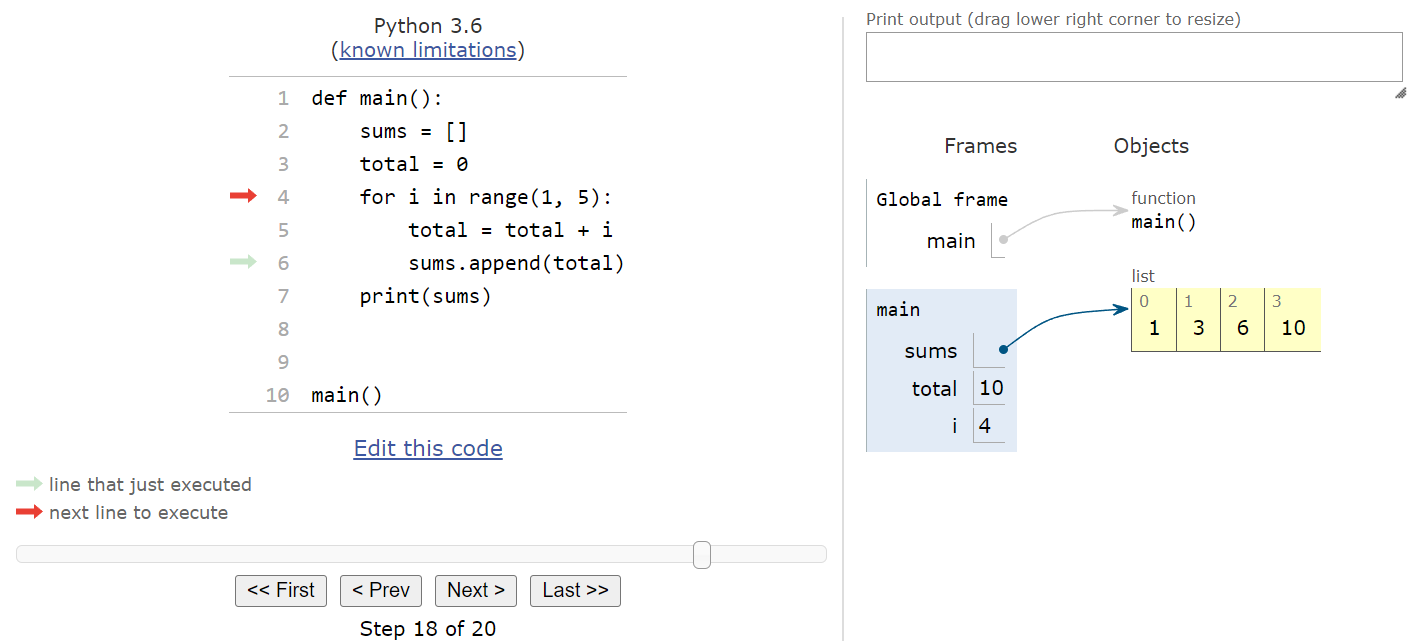 Python 3.6
(known limitations)
1 def main():
2     sums = []
3     total = 0
4     for i in range(1, 5):
5         total = total + i
6         sums.append(total)
7     print(sums)
8
9
10 main()
Edit this code
line that just executed
next line to execute
<< First < Prev Next > Last >>
Step 18 of 20
Print output (drag lower right corner to resize)
Frames Objects
Global frame
main
function
main()
main
sums
total 10
i 4
list
0 1 2 3
1 3 6 10